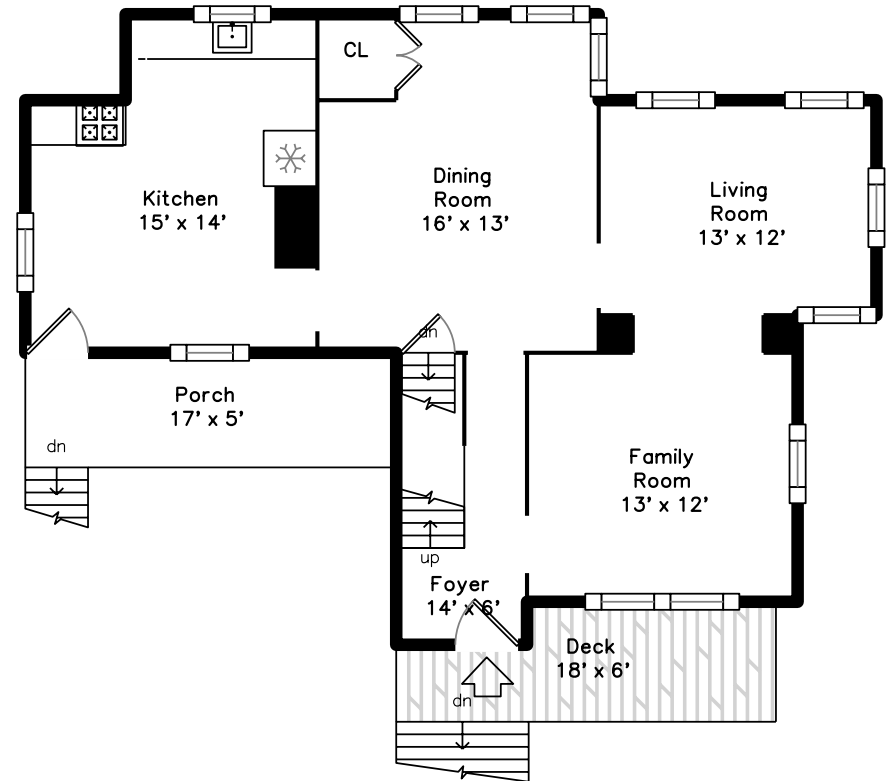 CL
Kitchen
15’ x 14’
Dining
Room
16’ x 13’
Living
Room
13’ x 12’
dn
Porch
17’ x 5’
dn
Family
Room
13’ x 12’
up
Foyer
14’ x 6’
Deck
18’ x 6’
dn